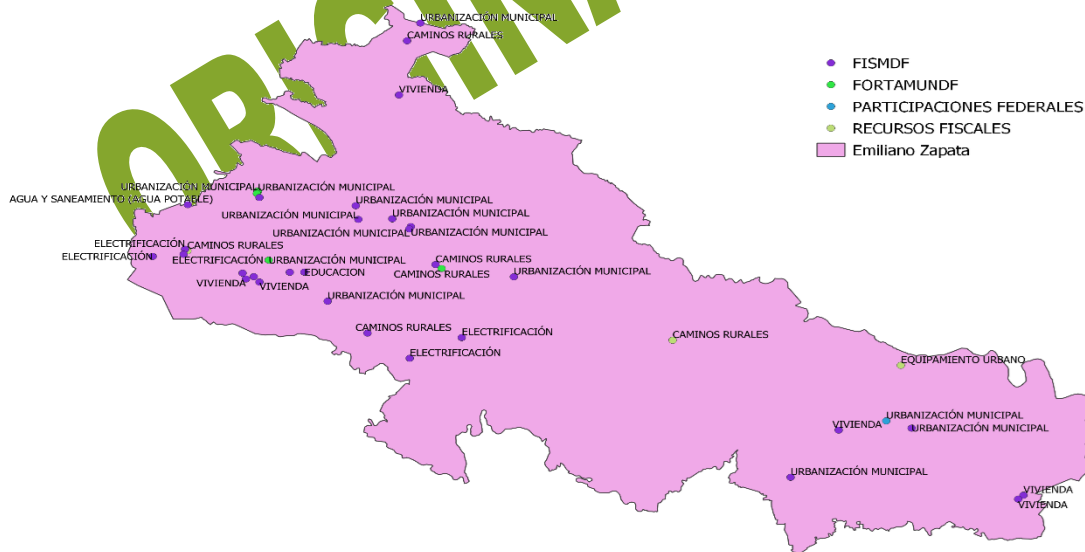 URBANIZACIÓN MUNICIPAL
CAMINOS RURALES
VIVIENDA
FISMDF
FORTAMUNDF
PARTICIPACIONES FEDERALES
RECURSOS FISCALES
Emiliano Zapata
URBANIZACIÓN MUNICIPAL
URBANIZACIÓN MUNICIPAL
AGUA Y SANEAMIENTO (AGUA POTABLE)
URBANIZACIÓN MUNICIPAL
URBANIZACIÓN MUNICIPAL
URBANIZACIÓN MUNICIPAL
URBANIZACIÓN MUNICIPAL
URBANIZACIÓN MUNICIPAL
ELECTRIFICACIÓN
CAMINOS RURALES
ELECTRIFICACIÓN
ELECTRIFICACIÓN
URBANIZACIÓN MUNICIPAL
CAMINOS RURALES
EDUCACION
CAMINOS RURALES
URBANIZACIÓN MUNICIPAL
VIVIENDA
VIVIENDA
URBANIZACIÓN MUNICIPAL
CAMINOS RURALES
ELECTRIFICACIÓN
ELECTRIFICACIÓN
CAMINOS RURALES
EQUIPAMIENTO URBANO
URBANIZACIÓN MUNICIPAL
VIVIENDA
URBANIZACIÓN MUNICIPAL
URBANIZACIÓN MUNICIPAL
VIVIENDA
VIVIENDA